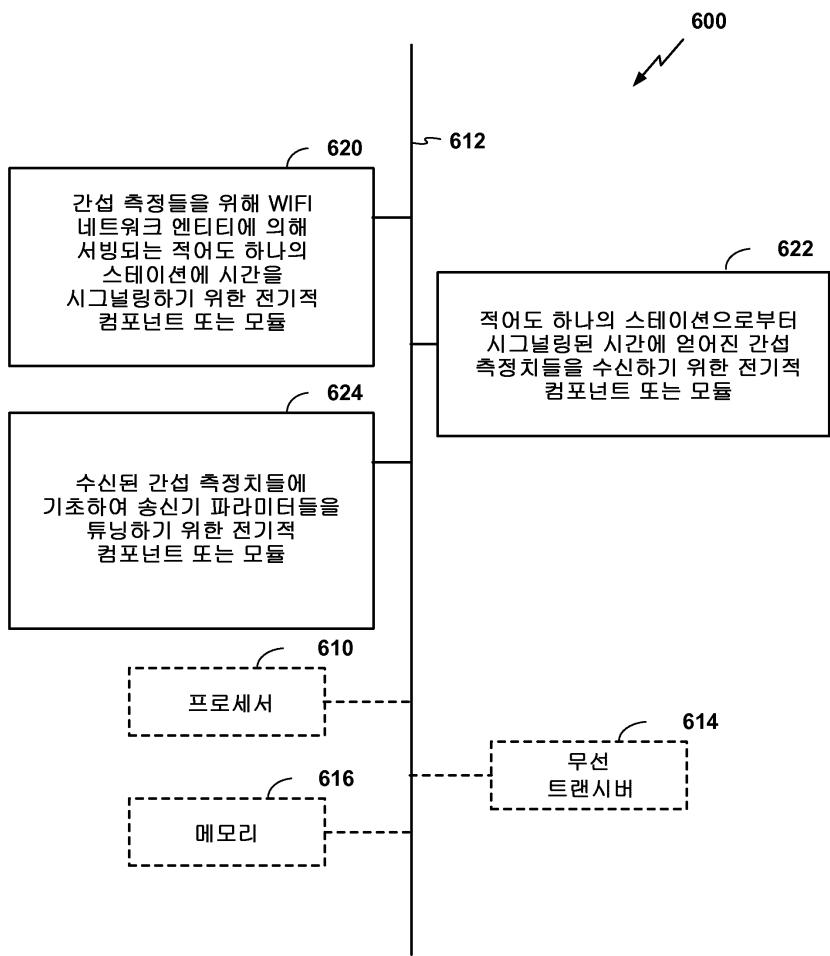 600
612
620
간섭 측정들을 위해 WIFI
네트워크 엔티티에 의해
서빙되는 적어도 하나의
스테이션에 시간을
시그널링하기 위한 전기적
컴포넌트 또는 모듈
622
적어도 하나의 스테이션으로부터
시그널링된 시간에 얻어진 간섭
측정치들을 수신하기 위한 전기적
컴포넌트 또는 모듈
624
수신된 간섭 측정치들에
기초하여 송신기 파라미터들을
튜닝하기 위한 전기적
컴포넌트 또는 모듈
610
프로세서
614
무선
트랜시버
616
메모리